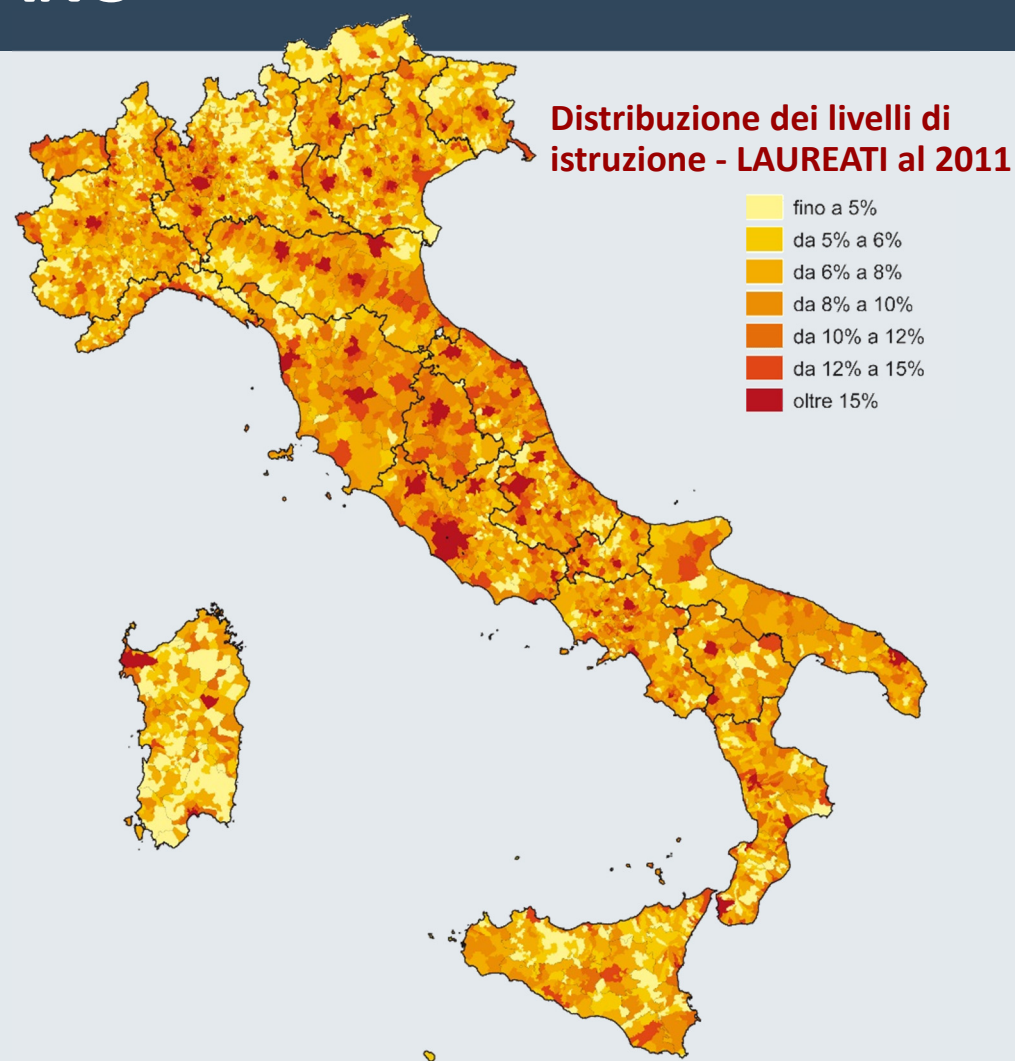 Distribuzione dei livelli di
istruzione - LAUREATI al 2011
fino a 5%
da 5% a 6%
da 6% a 8%
da 8% a 10%
da 10% a 12%
da 12% a 15%
oltre 15%